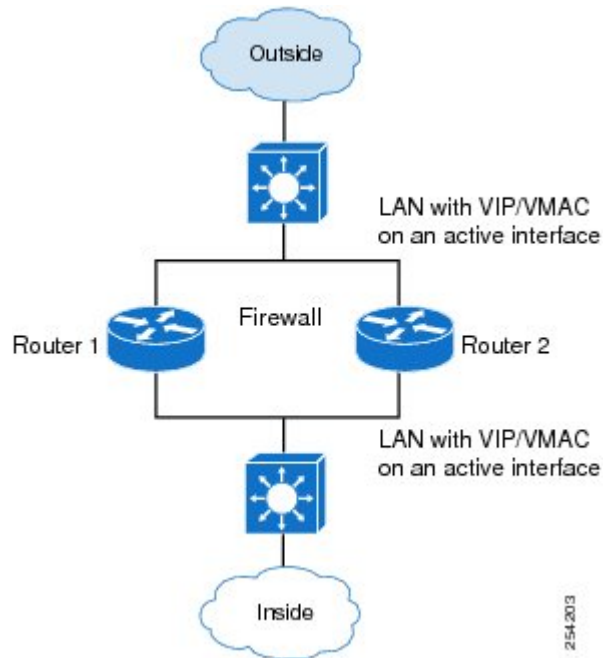 Outside
LAN with VIP/VMAC
on an active interface
Firewall
Router 1
Router 2
LAN with VIP/VMAC
on an active interface
Inside
254203